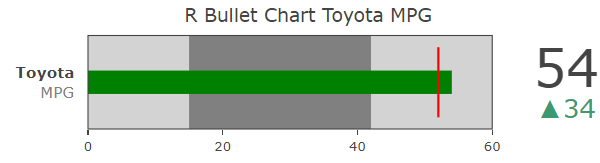 R Bullet Chart Toyota MPG
Toyota
MPG
54
▲34
0 20 40 60